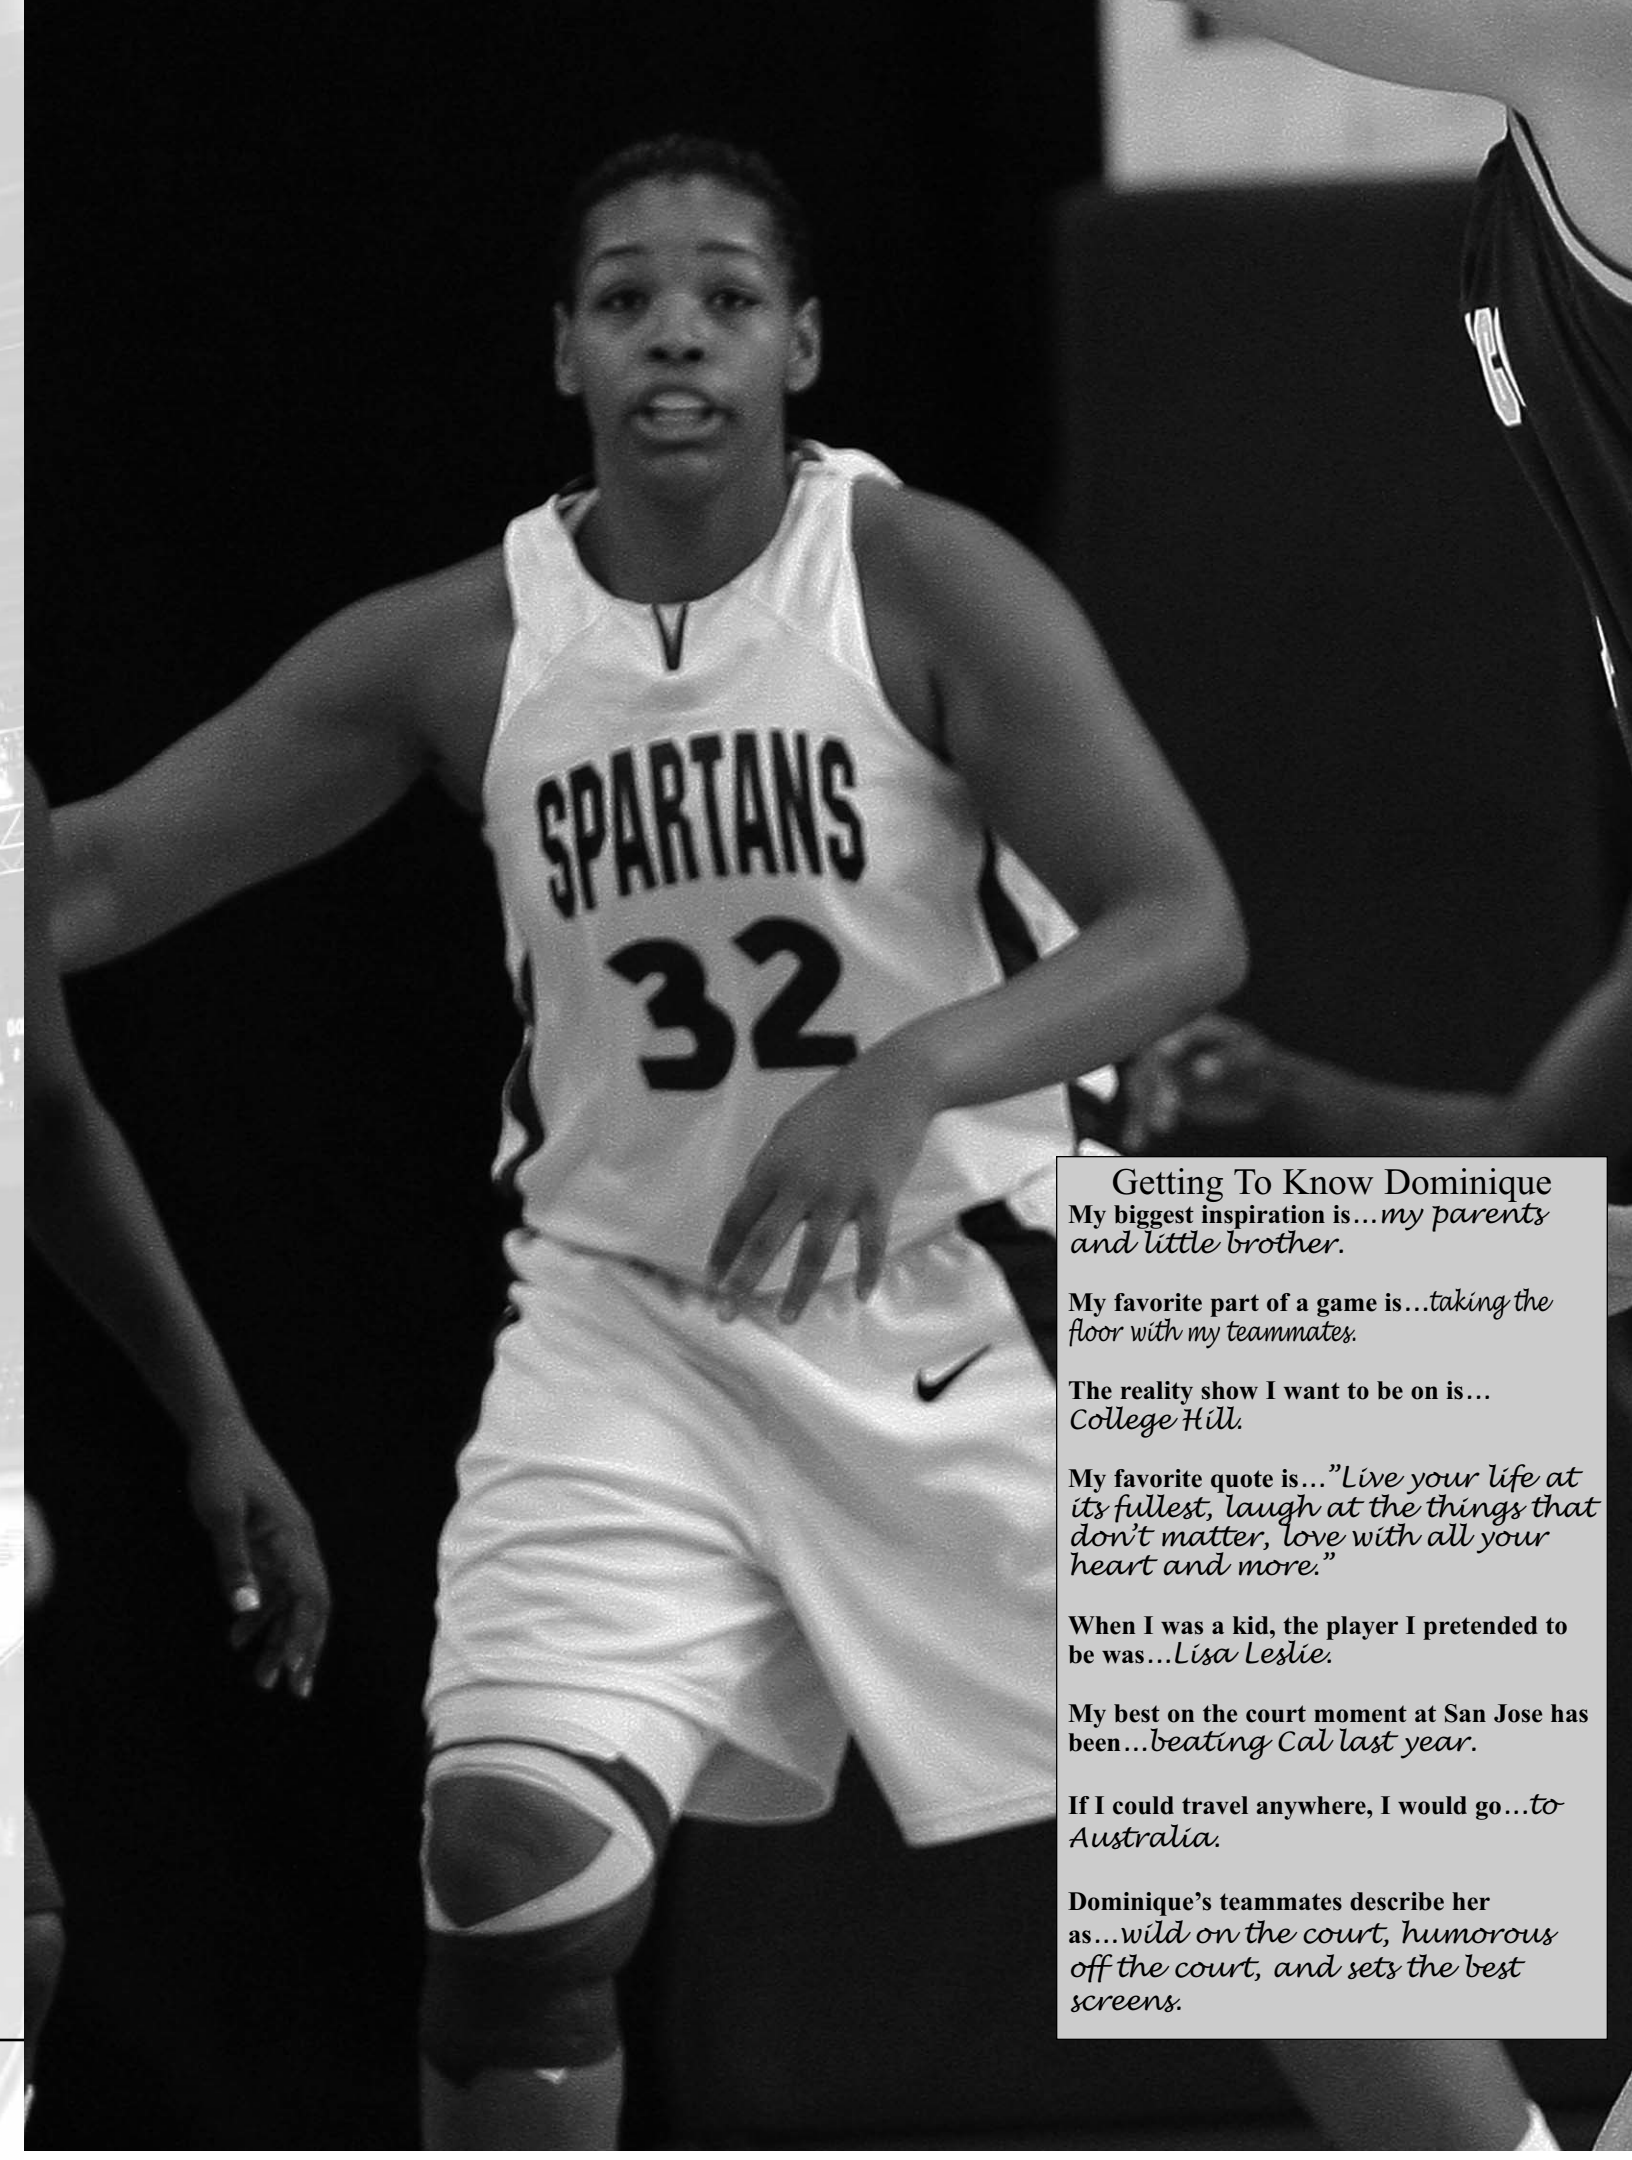 SPARTANS
32
Getting To Know Dominique
My biggest inspiration is…my parents
and little brother.
My favorite part of a game is…taking the
floor with my teammates.
The reality show I want to be on is…
College Hill.
My favorite quote is…”Live your life at
its fullest, laugh at the things that
don’t matter, love with all your
heart and more.”
When I was a kid, the player I pretended to
be was…Lisa Leslie.
My best on the court moment at San Jose has
been…beating Cal last year.
If I could travel anywhere, I would go…to
Australia.
Dominique’s teammates describe her
as…wild on the court, humorous
off the court, and sets the best
screens.